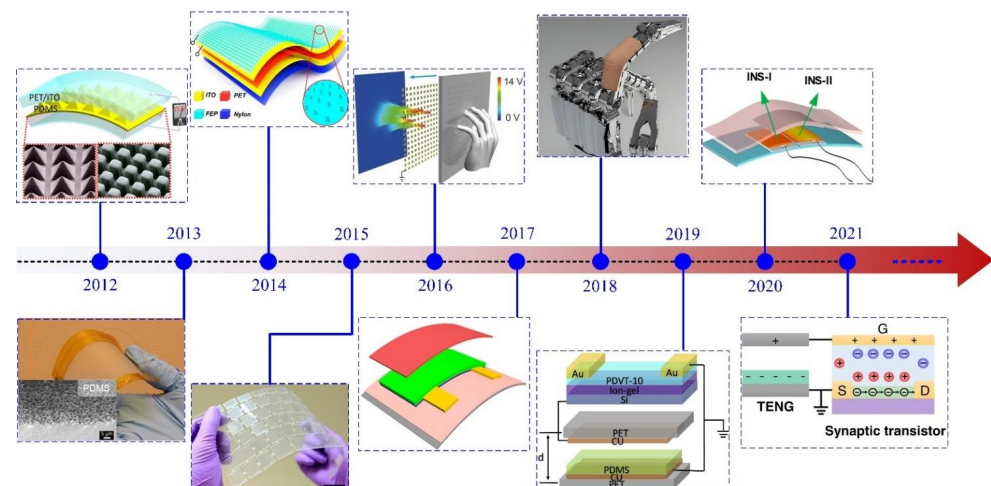 PET/ITO
PDMS
ITO
PET
FEP
Nylon
14 V
0 V
INS-I
INS-II
2013
2015
2017
2019
2021
2012
2014
2016
2018
2020
PDMS
Au
Au
PDVT-10
Ion-gel
Si
PET
CU
d
PDMS
CU
PET
G
+
+ + + +
- - - -
S
D
TENG
Synaptic transistor